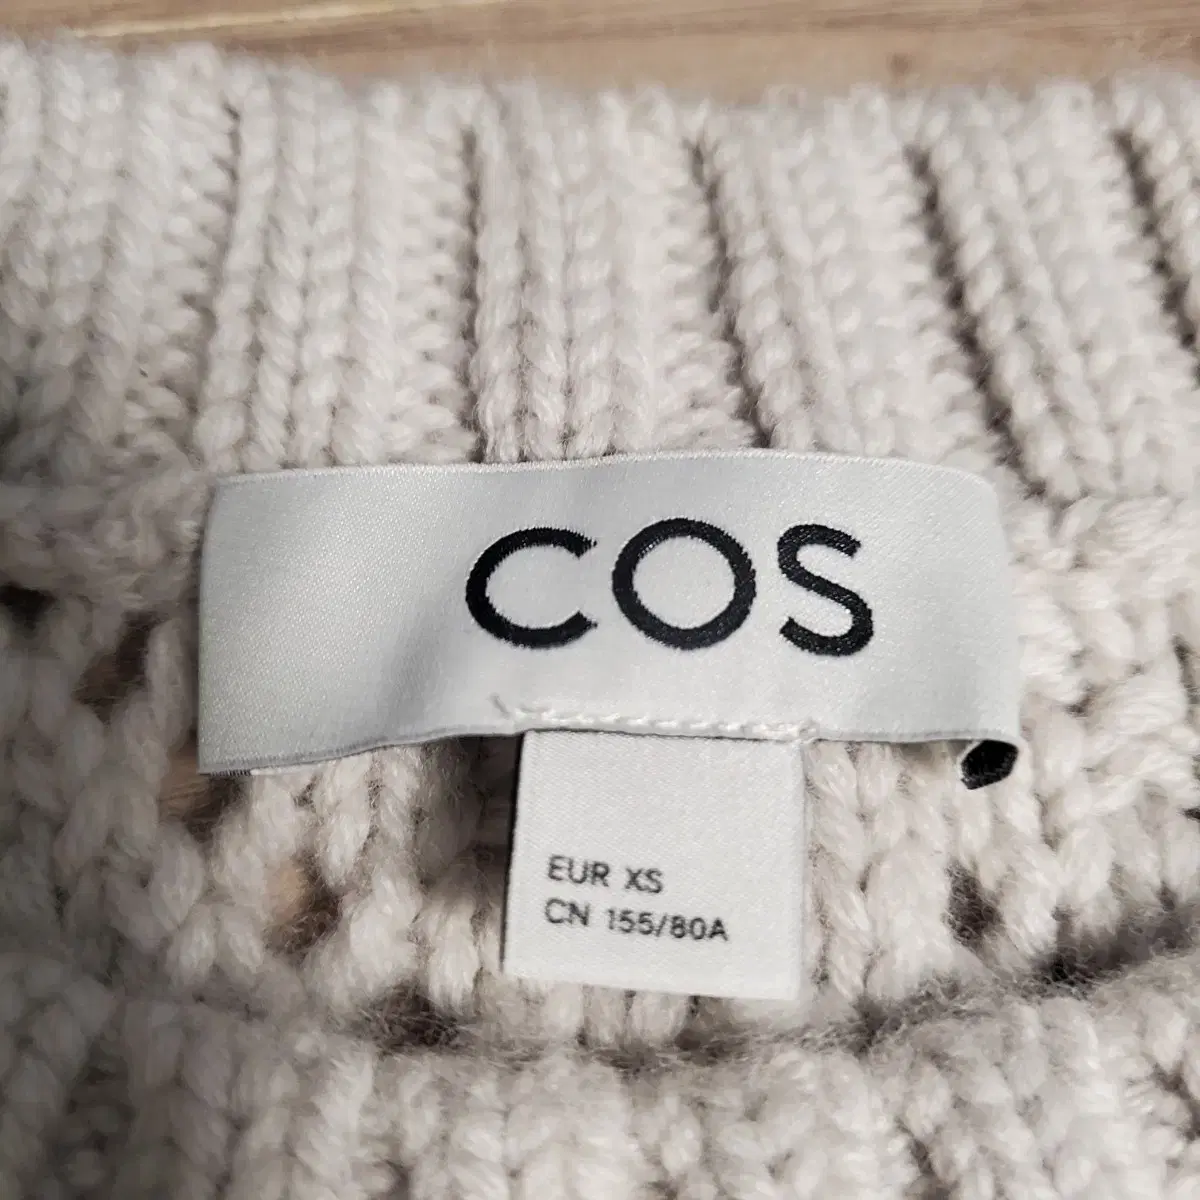 COS
EUR XS
CN 155/80A